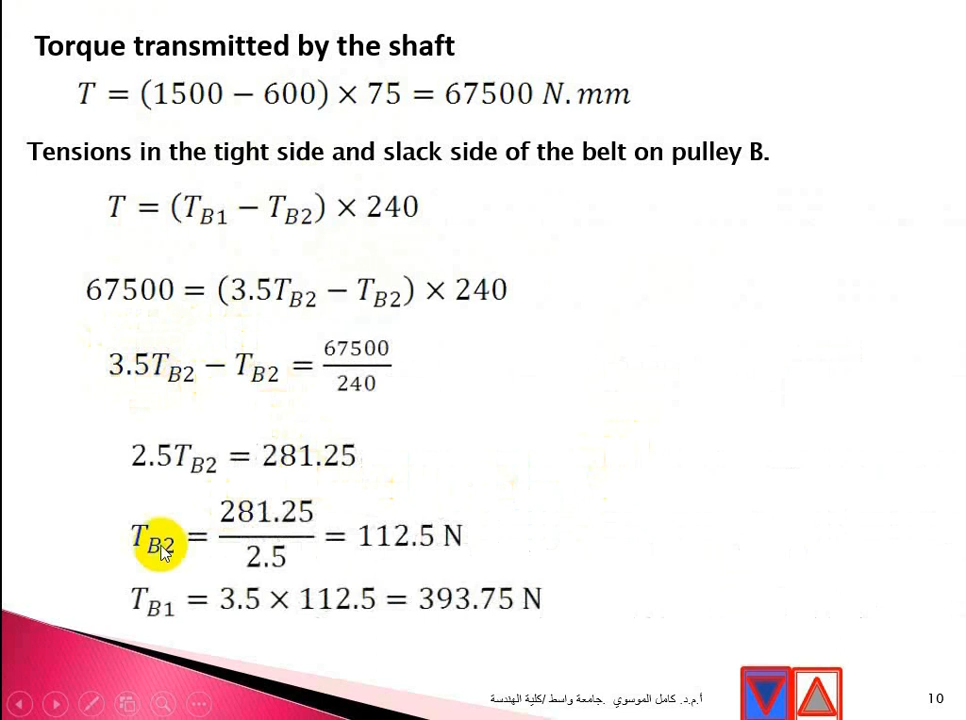 Torque transmitted by the shaft
T = (1500 − 600) × 75 = 67500 N.mm
Tensions in the tight side and slack side of the belt on pulley B.
T = (T_B1 − T_B2) × 240
67500 = (3.5T_B2 − T_B2) × 240
3.5T_B2 − T_B2 = 67500/240
2.5T_B2 = 281.25
T_B2 = 281.25/2.5 = 112.5 N
T_B1 = 3.5 × 112.5 = 393.75 N
أ.م.د. كامل الموسوي .جامعة واسط /كلية الهندسة
10